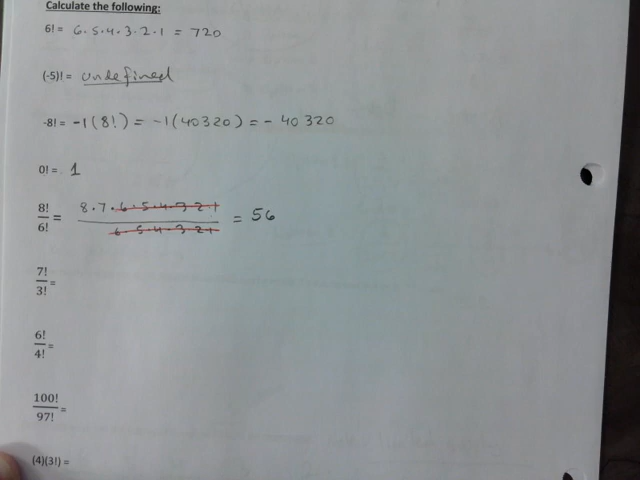 Calculate the following:
6! = 6·5·4·3·2·1 = 720
(-5)! = undefined
-8! = -1(8!) = -1(40320) = - 40320
0! = 1
8!/6! = 8·7·6·5·4·3·2·1/6·5·4·3·2·1 = 56
7!/3! =
6!/4! =
100!/97! =
(4)(3!) =